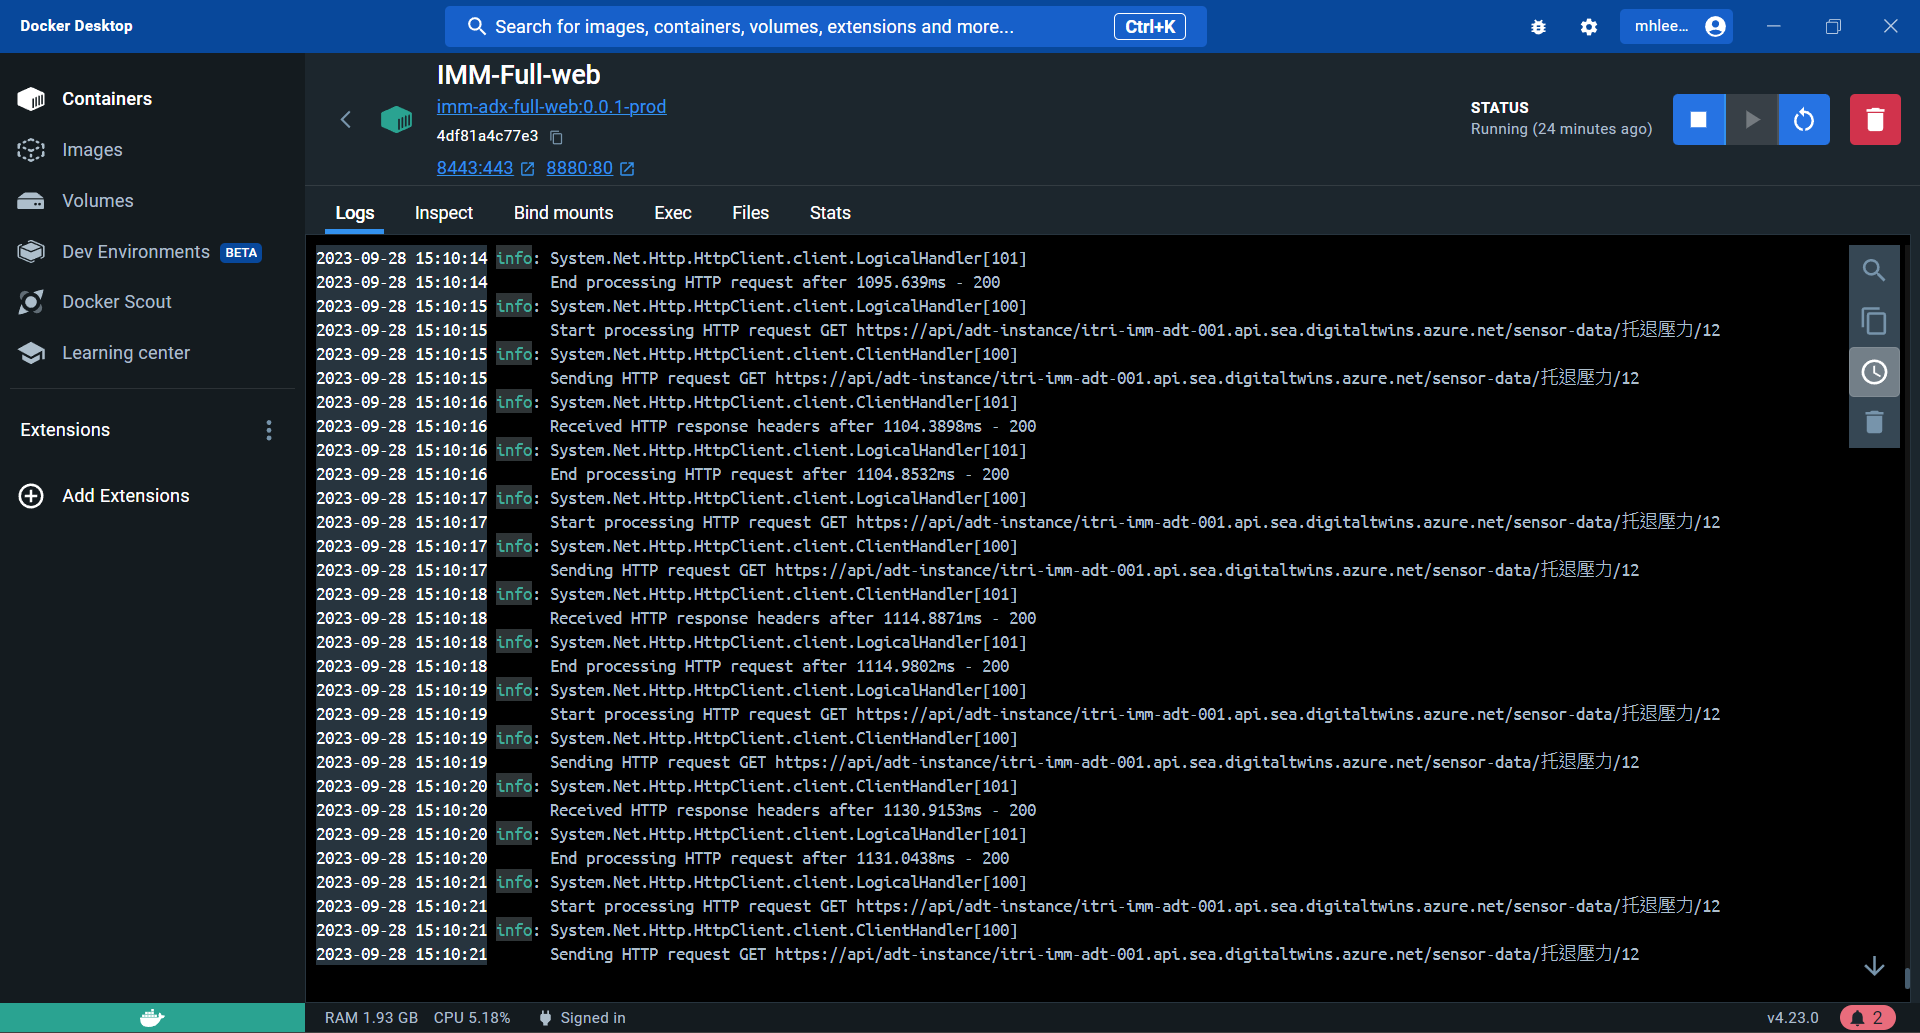 Docker Desktop
Search for images, containers, volumes, extensions and more...
Ctrl+K
mhlee...
Containers
Images
Volumes
Dev Environments BETA
Docker Scout
Learning center
Extensions
Add Extensions
IMM-Full-web
imm-adx-full-web:0.0.1-prod
4df81a4c77e3
8443:443 8880:80
STATUS
Running (24 minutes ago)
Logs Inspect Bind mounts Exec Files Stats
2023-09-28 15:10:14 info: System.Net.Http.HttpClient.client.LogicalHandler[101]
2023-09-28 15:10:14 End processing HTTP request after 1095.639ms - 200
2023-09-28 15:10:15 info: System.Net.Http.HttpClient.client.LogicalHandler[100]
2023-09-28 15:10:15 Start processing HTTP request GET https://api/adt-instance/itri-imm-adt-001.api.sea.digitaltwins.azure.net/sensor-data/托退壓力/12
2023-09-28 15:10:15 info: System.Net.Http.HttpClient.client.ClientHandler[100]
2023-09-28 15:10:15 Sending HTTP request GET https://api/adt-instance/itri-imm-adt-001.api.sea.digitaltwins.azure.net/sensor-data/托退壓力/12
2023-09-28 15:10:16 info: System.Net.Http.HttpClient.client.ClientHandler[101]
2023-09-28 15:10:16 Received HTTP response headers after 1104.3898ms - 200
2023-09-28 15:10:16 info: System.Net.Http.HttpClient.client.LogicalHandler[101]
2023-09-28 15:10:16 End processing HTTP request after 1104.8532ms - 200
2023-09-28 15:10:17 info: System.Net.Http.HttpClient.client.LogicalHandler[100]
2023-09-28 15:10:17 Start processing HTTP request GET https://api/adt-instance/itri-imm-adt-001.api.sea.digitaltwins.azure.net/sensor-data/托退壓力/12
2023-09-28 15:10:17 info: System.Net.Http.HttpClient.client.ClientHandler[100]
2023-09-28 15:10:17 Sending HTTP request GET https://api/adt-instance/itri-imm-adt-001.api.sea.digitaltwins.azure.net/sensor-data/托退壓力/12
2023-09-28 15:10:18 info: System.Net.Http.HttpClient.client.ClientHandler[101]
2023-09-28 15:10:18 Received HTTP response headers after 1114.8871ms - 200
2023-09-28 15:10:18 info: System.Net.Http.HttpClient.client.LogicalHandler[101]
2023-09-28 15:10:18 End processing HTTP request after 1114.9802ms - 200
2023-09-28 15:10:19 info: System.Net.Http.HttpClient.client.LogicalHandler[100]
2023-09-28 15:10:19 Start processing HTTP request GET https://api/adt-instance/itri-imm-adt-001.api.sea.digitaltwins.azure.net/sensor-data/托退壓力/12
2023-09-28 15:10:19 info: System.Net.Http.HttpClient.client.ClientHandler[100]
2023-09-28 15:10:19 Sending HTTP request GET https://api/adt-instance/itri-imm-adt-001.api.sea.digitaltwins.azure.net/sensor-data/托退壓力/12
2023-09-28 15:10:20 info: System.Net.Http.HttpClient.client.ClientHandler[101]
2023-09-28 15:10:20 Received HTTP response headers after 1130.9153ms - 200
2023-09-28 15:10:20 info: System.Net.Http.HttpClient.client.LogicalHandler[101]
2023-09-28 15:10:20 End processing HTTP request after 1131.0438ms - 200
2023-09-28 15:10:21 info: System.Net.Http.HttpClient.client.LogicalHandler[100]
2023-09-28 15:10:21 Start processing HTTP request GET https://api/adt-instance/itri-imm-adt-001.api.sea.digitaltwins.azure.net/sensor-data/托退壓力/12
2023-09-28 15:10:21 info: System.Net.Http.HttpClient.client.ClientHandler[100]
2023-09-28 15:10:21 Sending HTTP request GET https://api/adt-instance/itri-imm-adt-001.api.sea.digitaltwins.azure.net/sensor-data/托退壓力/12
RAM 1.93 GB CPU 5.18% Signed in
v4.23.0
2